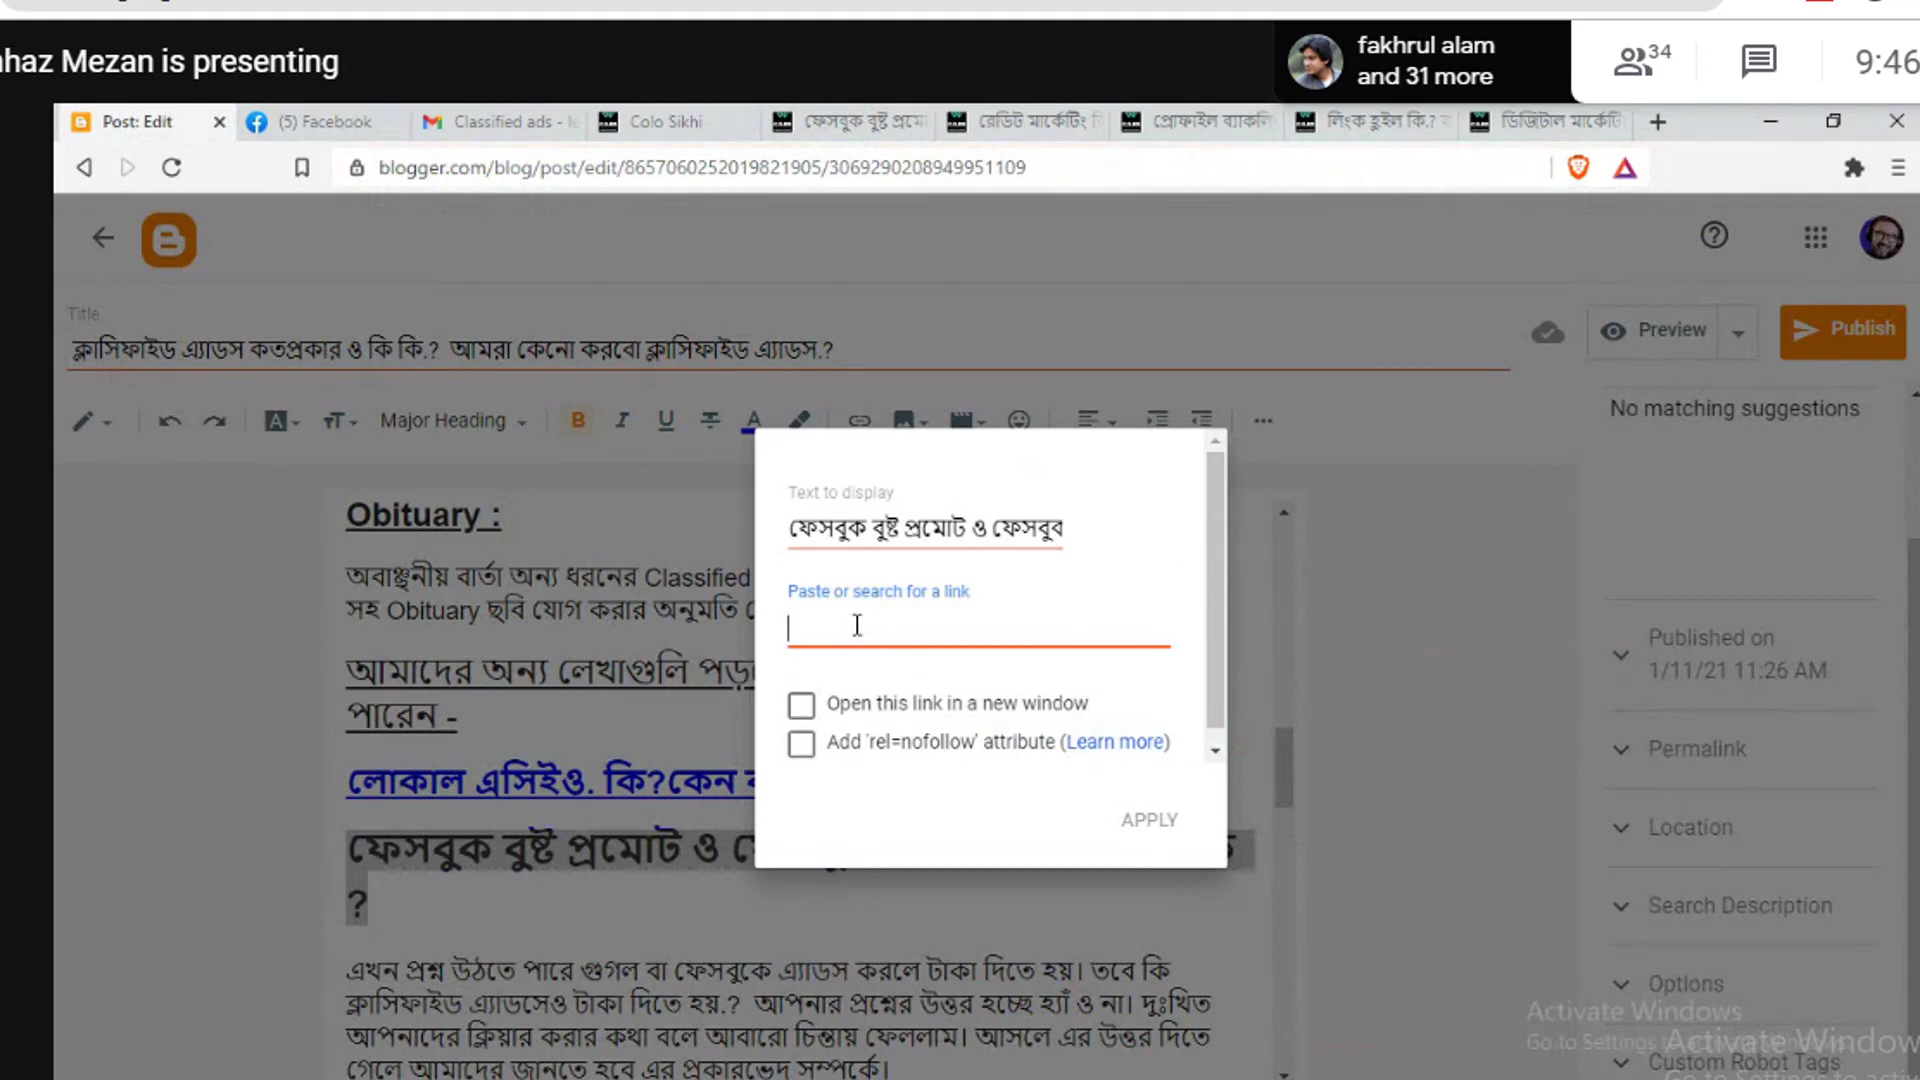 haz Mezan is presenting
fakhrul alam
and 31 more
34
9:46
Post: Edit
(5) Facebook
Classified ads -
Colo Sikhi
ফেসবুক বুষ্ট প্রমো
রেডিট মার্কেটিং
প্রোফাইল ব্যাকলি
লিংক হুইল কি.?
ডিজিটাল মার্কেটি
blogger.com/blog/post/edit/8657060252019821905/3069290208949951109
Title
ক্লাসিফাইড এ্যাডস কতপ্রকার ও কি কি.? আমরা কেনো করবো ক্লাসিফাইড এ্যাডস.?
Preview
Publish
Major Heading
No matching suggestions
Obituary :
অবাঞ্ছনীয় বার্তা অন্য ধরনের Classified
সহ Obituary ছবি যোগ করার অনুমতি
আমাদের অন্য লেখাগুলি পড়
পারেন -
লোকাল এসিইও. কি?কেন
ফেসবুক বুষ্ট প্রমোট ও
?
এখন প্রশ্ন উঠতে পারে গুগল বা ফেসবুকে এ্যাডস করলে টাকা দিতে হয়। তবে কি
ক্লাসিফাইড এ্যাডসেও টাকা দিতে হয়.? আপনার প্রশ্নের উত্তর হচ্ছে হ্যাঁ ও না। দুঃখিত
আপনাদের ক্লিয়ার করার কথা বলে আবারো চিন্তায় ফেললাম। আসলে এর উত্তর দিতে
গেলে আমাদের জানতে হবে এর প্রকারভেদ সম্পর্কে।
Text to display
ফেসবুক বুষ্ট প্রমোট ও ফেসবুব
Paste or search for a link
Open this link in a new window
Add 'rel=nofollow' attribute (Learn more)
APPLY
Published on
1/11/21 11:26 AM
Permalink
Location
Search Description
Options
Custom Robot Tags
Activate Windows
Go to Settings
Activate Window